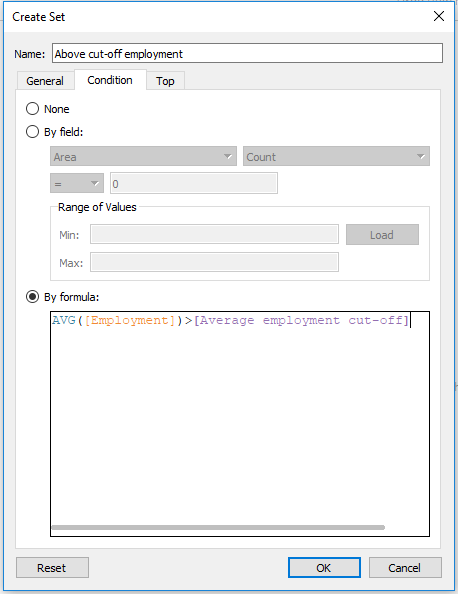 Create Set
Name: Above cut-off employment
General Condition Top
None
By field:
Area Count
= 0
Range of Values
Min: Load
Max:
By formula:
AVG([Employment])>[Average employment cut-off]
Reset OK Cancel